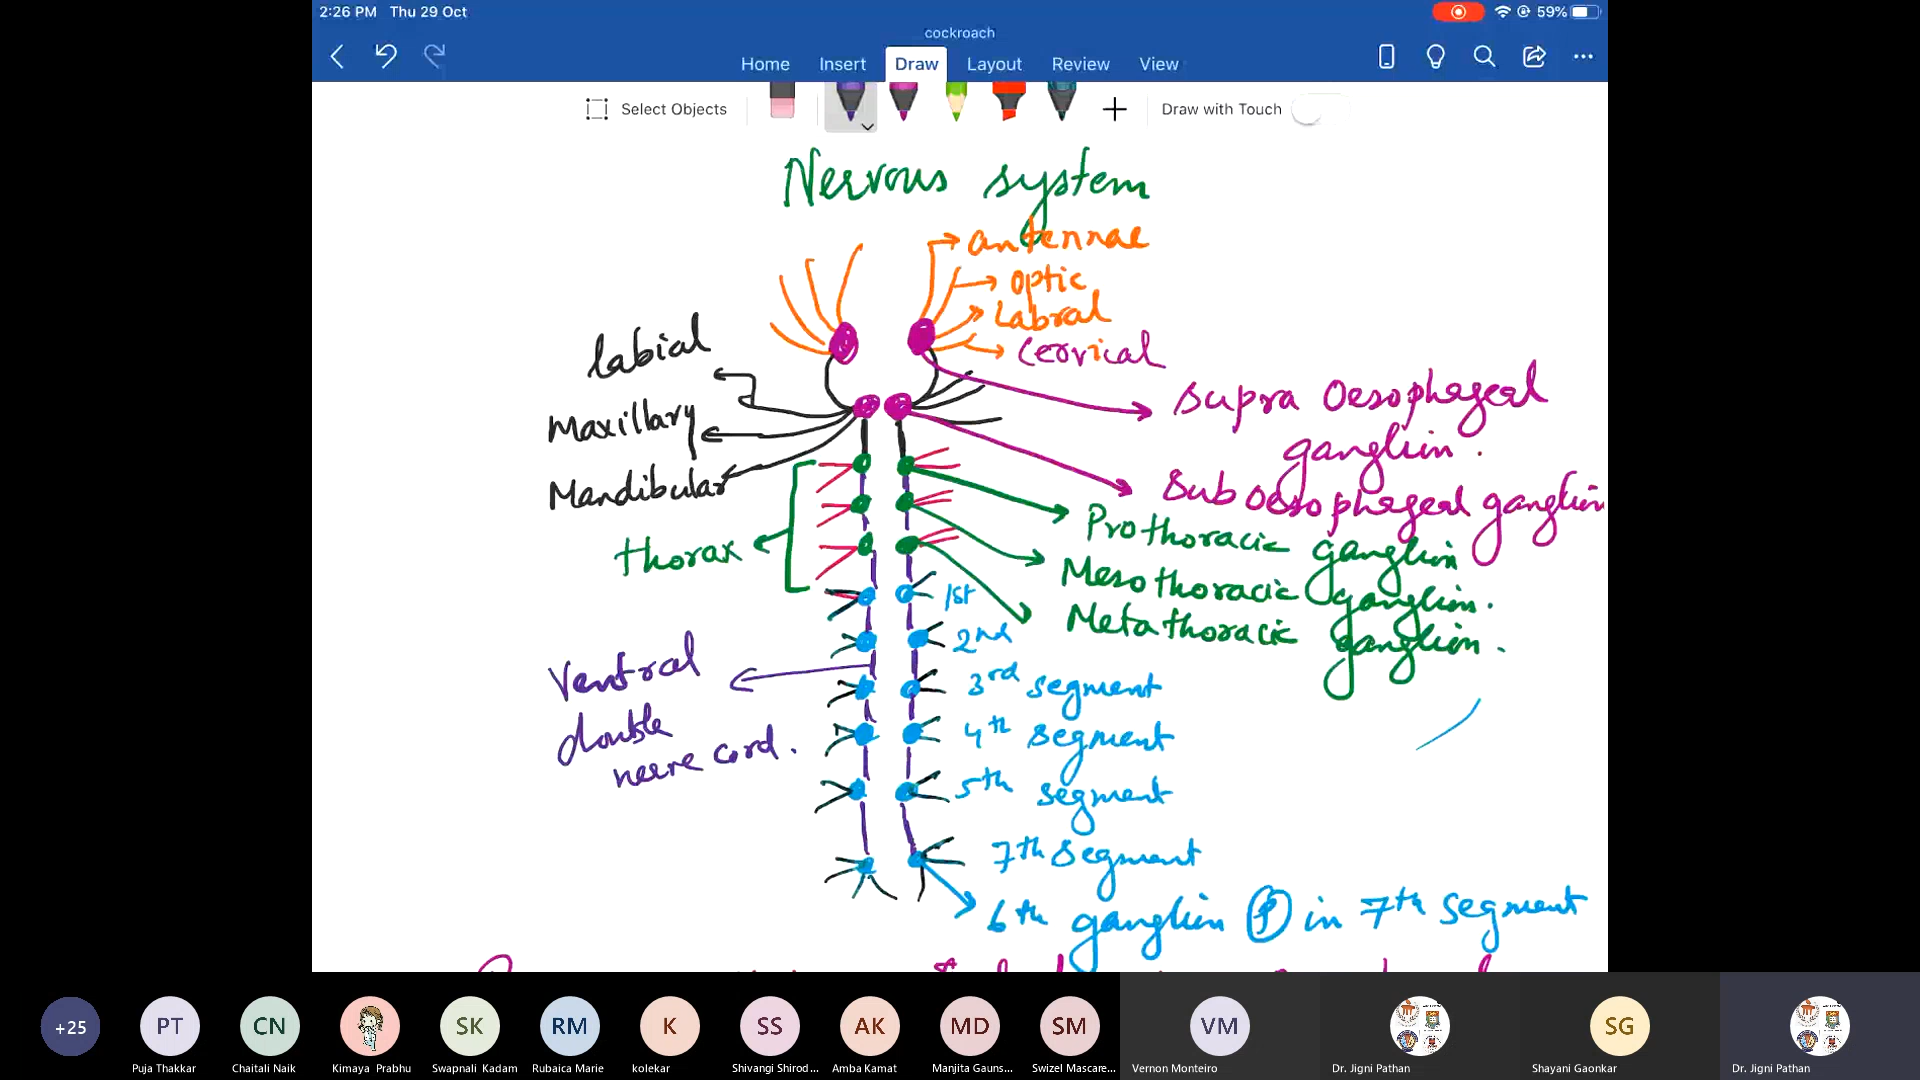 2:26 PM Thu 29 Oct
59%
cockroach
Home Insert Draw Layout Review View
Select Objects
Draw with Touch
Nervous system
antennae
optic
Labral
cervical
labial
Maxillary
Mandibular
Supra Oesophageal
ganglion.
Sub oesophageal ganglion
Prothoracic ganglion
Mesothoracic ganglion.
Metathoracic ganglion.
thorax
1st
2nd
3rd segment
4th segment
5th segment
7th segment
6th ganglion P in 7th segment
Ventral
double
nerve cord.
+25
PT
CN
SK
RM
K
SS
AK
MD
SM
VM
SG
Puja Thakkar
Chaitali Naik
Kimaya Prabhu
Swapnali Kadam
Rubaica Marie
kolekar
Shivangi Shirod...
Amba Kamat
Manjita Gauns...
Swizel Mascare...
Vernon Monteiro
Dr. Jigni Pathan
Shayani Gaonkar
Dr. Jigni Pathan